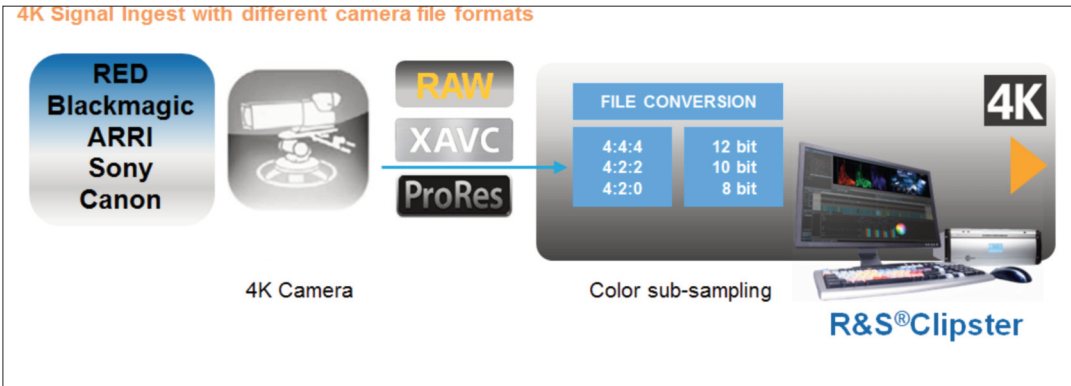 4K Signal Ingest with different camera file formats
RED
Blackmagic
ARRI
Sony
Canon
RAW
XAVC
ProRes
FILE CONVERSION
4:4:4
4:2:2
4:2:0
12 bit
10 bit
8 bit
4K
4K Camera
Color sub-sampling
R&S®Clipster